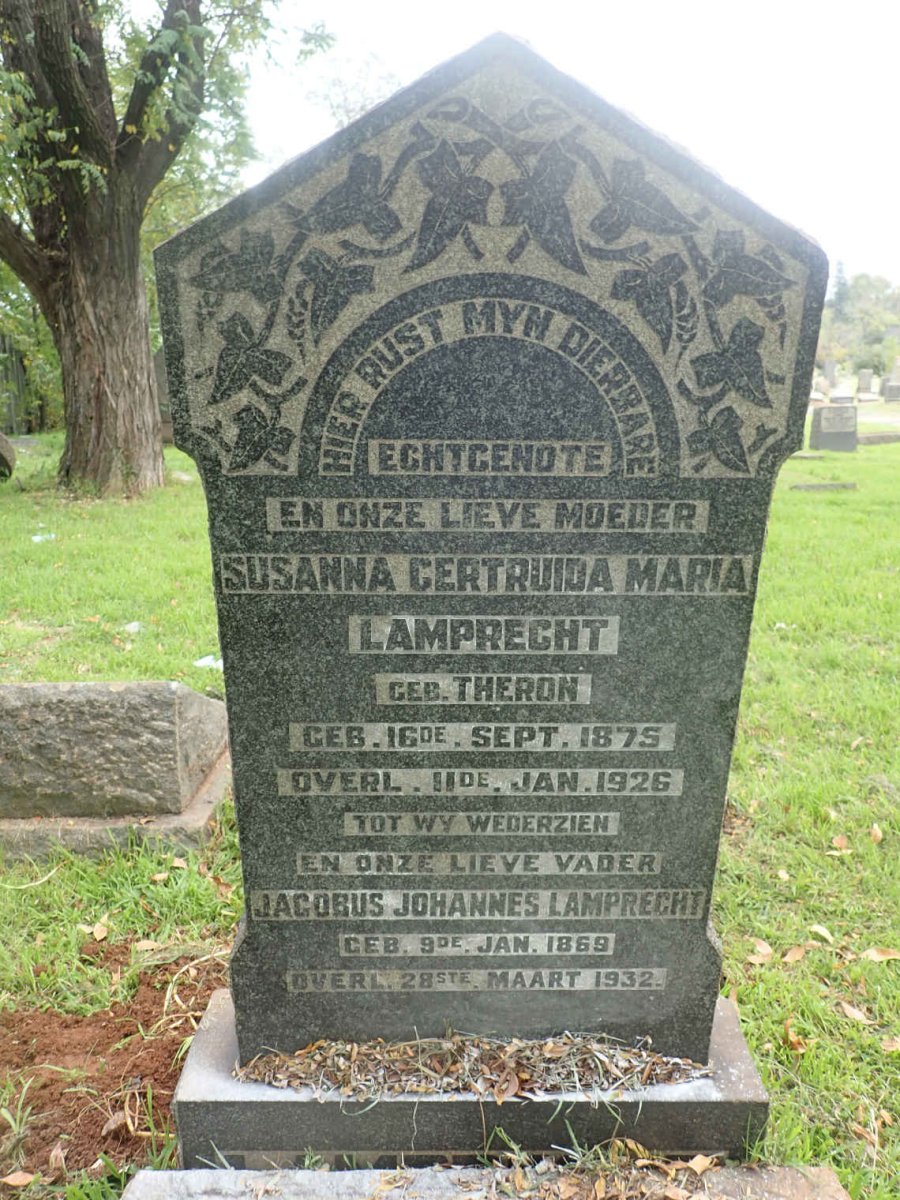 HIER RUST MYN DIERBARE
ECHTGENOTE
EN ONZE LIEVE MOEDER
SUSANNA GERTRUIDA MARIA
LAMPRECHT
GEB. THERON
GEB. 16DE. SEPT. 1875
OVERL. 11DE. JAN. 1926
TOT WY WEDERZIEN
EN ONZE LIEVE VADER
JACOBUS JOHANNES LAMPRECHT
GEB. 9DE. JAN. 1869
OVERL. 28STE. MAART 1932.